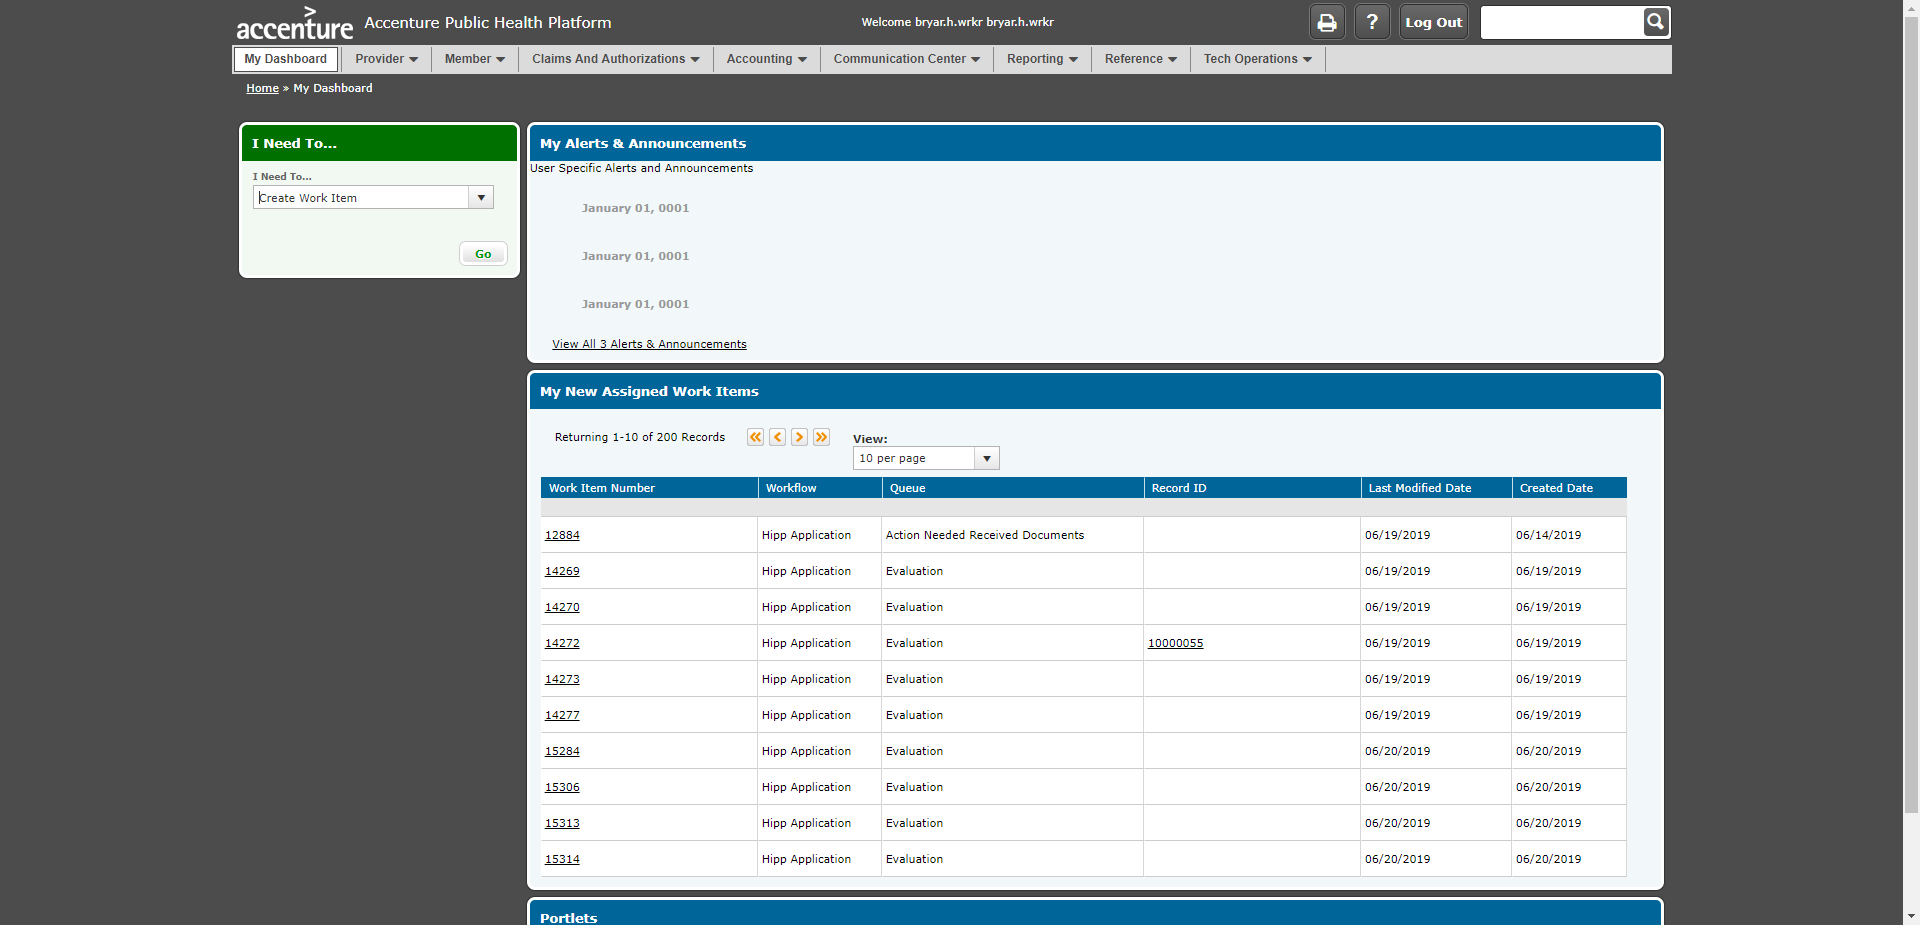 accenture
Accenture Public Health Platform
Welcome bryar.h.wrkr bryar.h.wrkr
?
Log Out
My Dashboard
Provider
Member
Claims And Authorizations
Accounting
Communication Center
Reporting
Reference
Tech Operations
Home » My Dashboard
I Need To...
I Need To...
Create Work Item
Go
My Alerts & Announcements
User Specific Alerts and Announcements
January 01, 0001
January 01, 0001
January 01, 0001
View All 3 Alerts & Announcements
My New Assigned Work Items
Returning 1-10 of 200 Records
View:
10 per page
Work Item Number Workflow Queue Record ID Last Modified Date Created Date
12884 Hipp Application Action Needed Received Documents 06/19/2019 06/14/2019
14269 Hipp Application Evaluation 06/19/2019 06/19/2019
14270 Hipp Application Evaluation 06/19/2019 06/19/2019
14272 Hipp Application Evaluation 10000055 06/19/2019 06/19/2019
14273 Hipp Application Evaluation 06/19/2019 06/19/2019
14277 Hipp Application Evaluation 06/19/2019 06/19/2019
15284 Hipp Application Evaluation 06/20/2019 06/20/2019
15306 Hipp Application Evaluation 06/20/2019 06/20/2019
15313 Hipp Application Evaluation 06/20/2019 06/20/2019
15314 Hipp Application Evaluation 06/20/2019 06/20/2019
Portlets